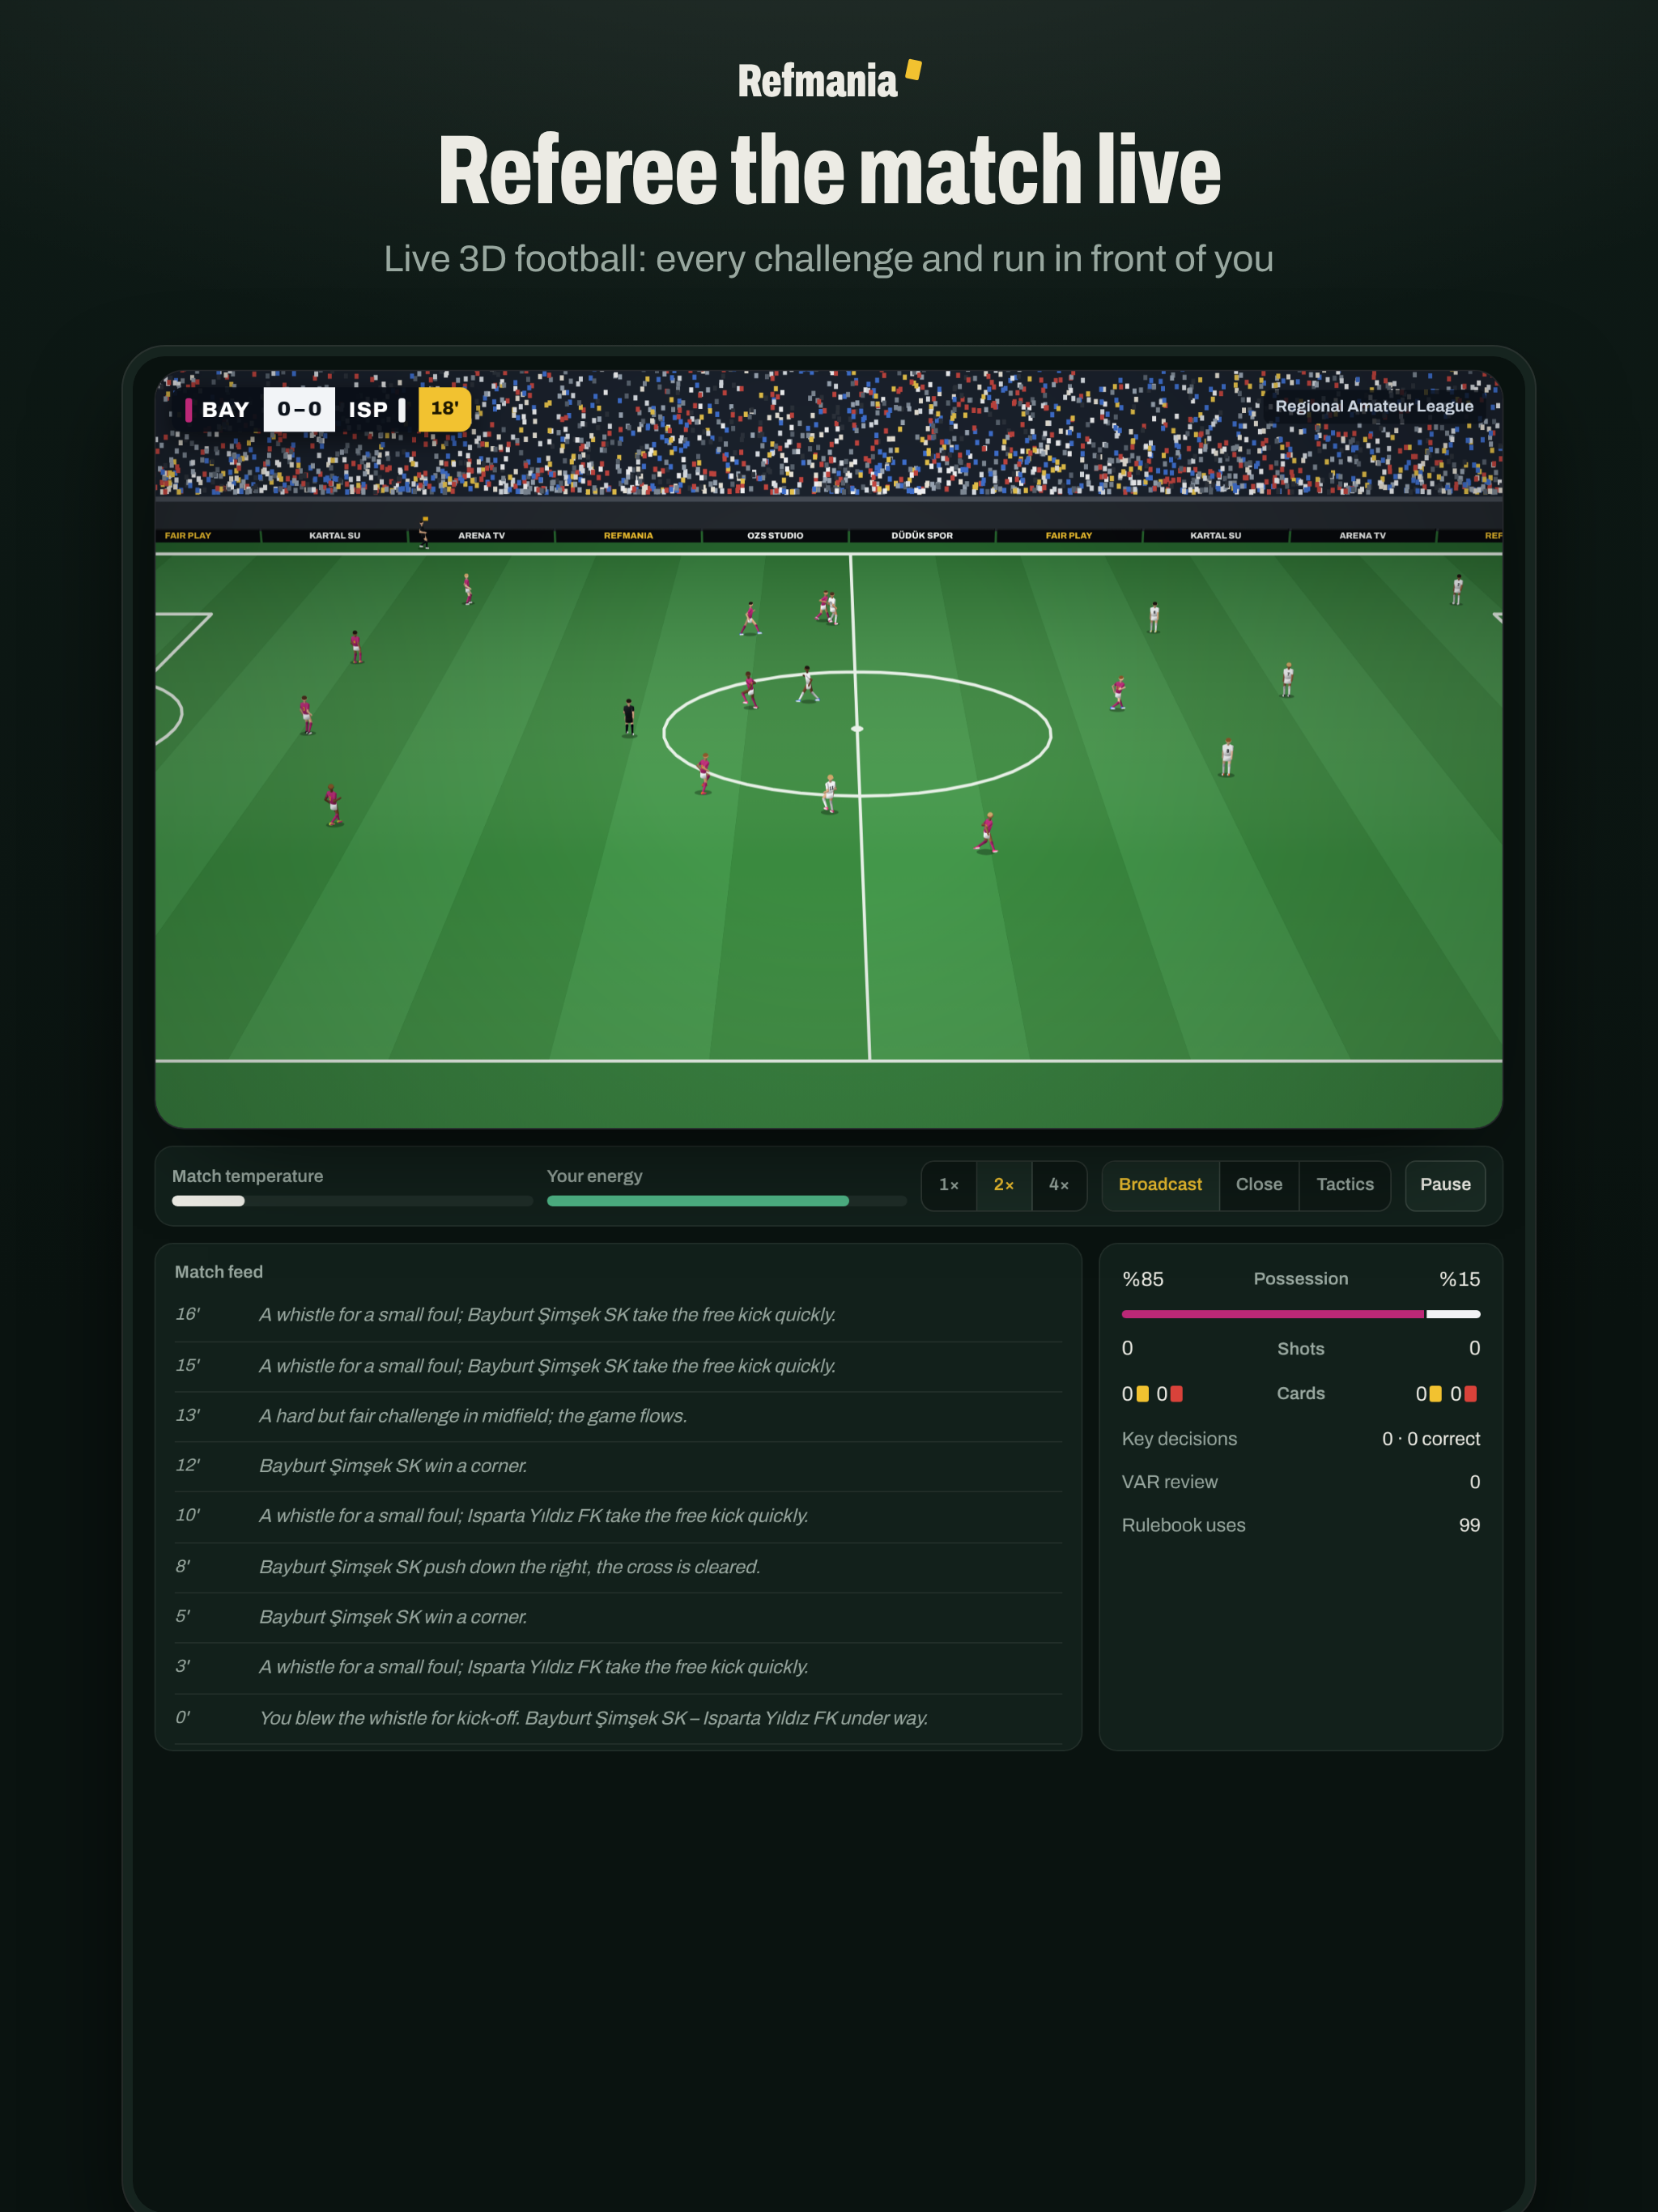 Refmania
Referee the match live
Live 3D football: every challenge and run in front of you
BAY 0–0 ISP 18'
Regional Amateur League
FAIR PLAY KARTAL SU ARENA TV REFMANIA OZS STUDIO DÜDÜK SPOR FAIR PLAY KARTAL SU ARENA TV REF
Match temperature
Your energy
1× 2× 4×
Broadcast Close Tactics
Pause
Match feed
16' A whistle for a small foul; Bayburt Şimşek SK take the free kick quickly.
15' A whistle for a small foul; Bayburt Şimşek SK take the free kick quickly.
13' A hard but fair challenge in midfield; the game flows.
12' Bayburt Şimşek SK win a corner.
10' A whistle for a small foul; Isparta Yıldız FK take the free kick quickly.
8' Bayburt Şimşek SK push down the right, the cross is cleared.
5' Bayburt Şimşek SK win a corner.
3' A whistle for a small foul; Isparta Yıldız FK take the free kick quickly.
0' You blew the whistle for kick-off. Bayburt Şimşek SK – Isparta Yıldız FK under way.
%85 Possession %15
0 Shots 0
0 0 Cards 0 0
Key decisions 0 · 0 correct
VAR review 0
Rulebook uses 99